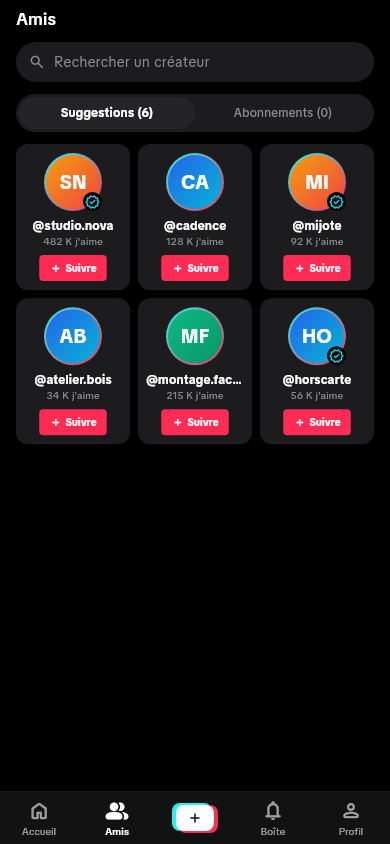 Amis
Rechercher un créateur
Suggestions (6) Abonnements (0)
SN CA MI
@studio.nova @cadence @mijote
482 K j'aime 128 K j'aime 92 K j'aime
+ Suivre + Suivre + Suivre
AB MF HO
@atelier.bois @montage.fac... @horscarte
34 K j'aime 215 K j'aime 56 K j'aime
+ Suivre + Suivre + Suivre
Accueil Amis Boîte Profil